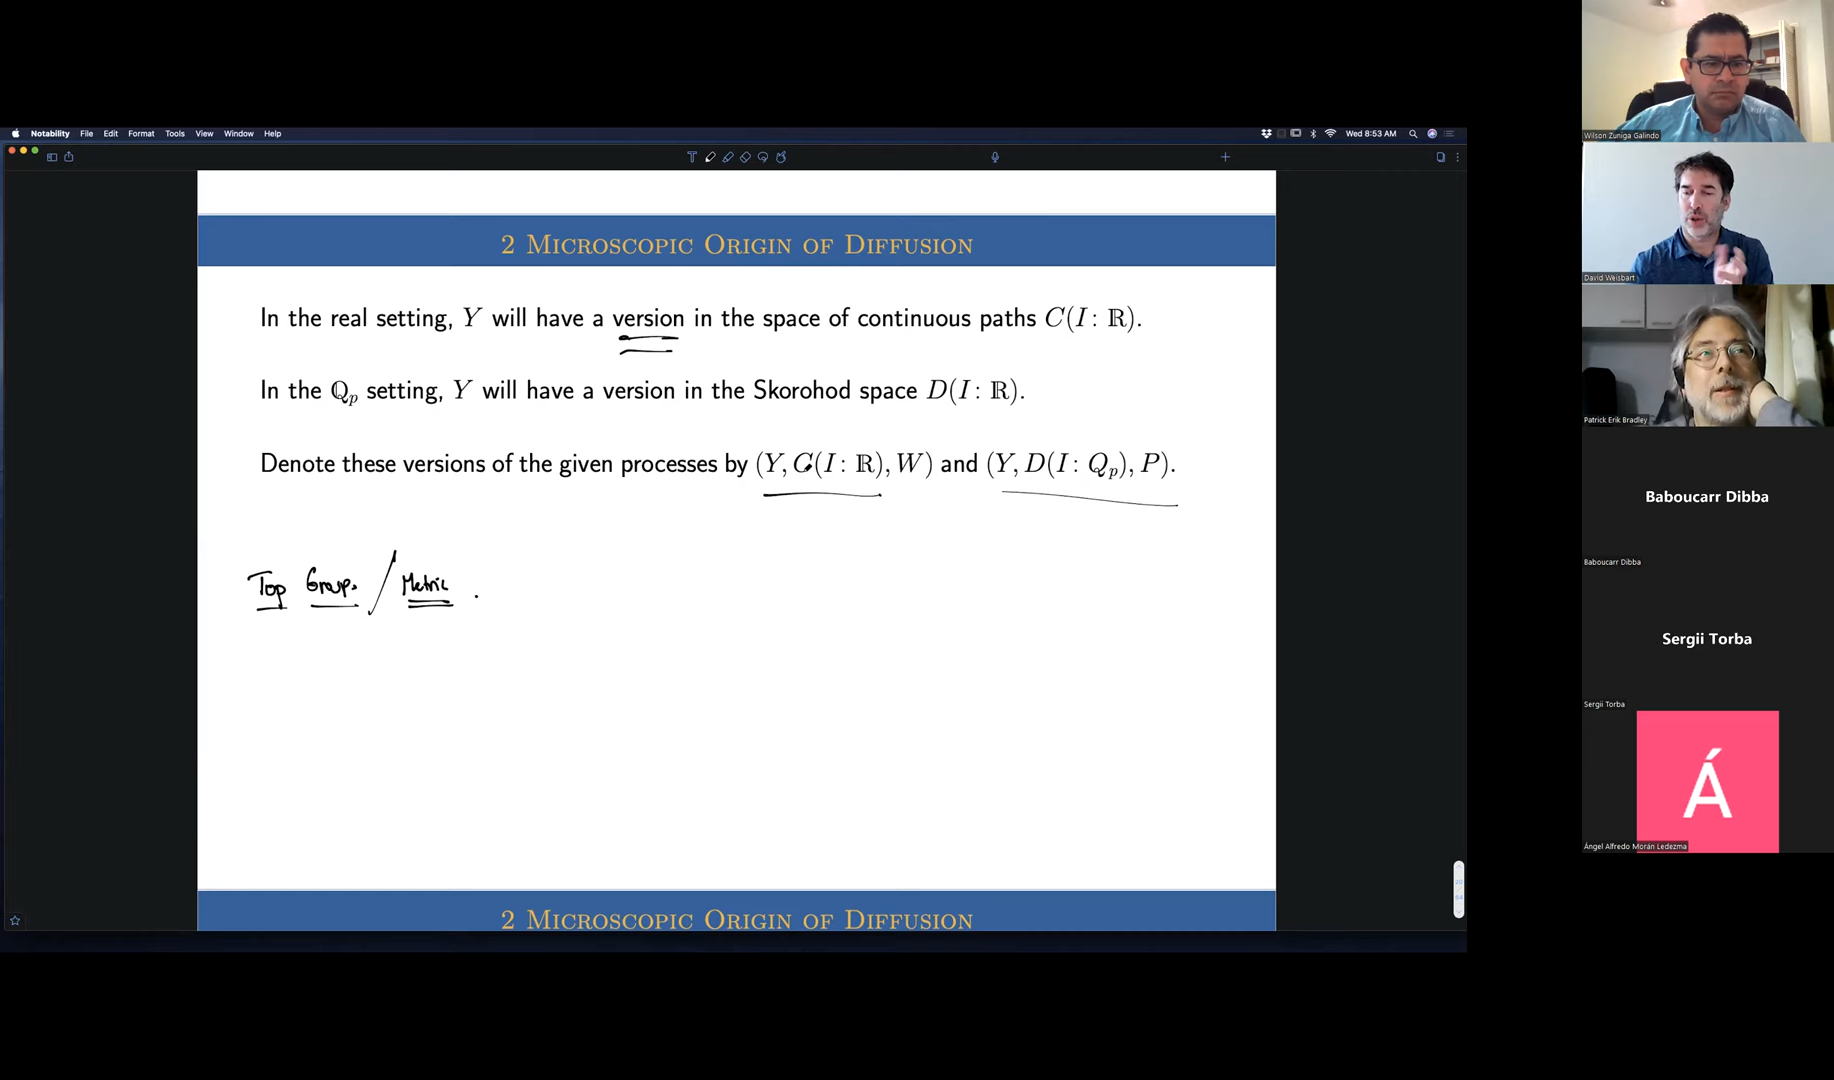 Notability File Edit Format Tools View Window Help
Wed 8:53 AM
2 MICROSCOPIC ORIGIN OF DIFFUSION
In the real setting, Y will have a version in the space of continuous paths C(I: ℝ).
In the ℚp setting, Y will have a version in the Skorohod space D(I: ℝ).
Denote these versions of the given processes by (Y, C(I: ℝ), W) and (Y, D(I: Qp), P).
Top Group. / Metric .
2 MICROSCOPIC ORIGIN OF DIFFUSION
Wilson Zuniga Galindo
David Weisbart
Patrick Erik Bradley
Baboucarr Dibba
Baboucarr Dibba
Sergii Torba
Sergii Torba
Á
Ángel Alfredo Morán Ledezma